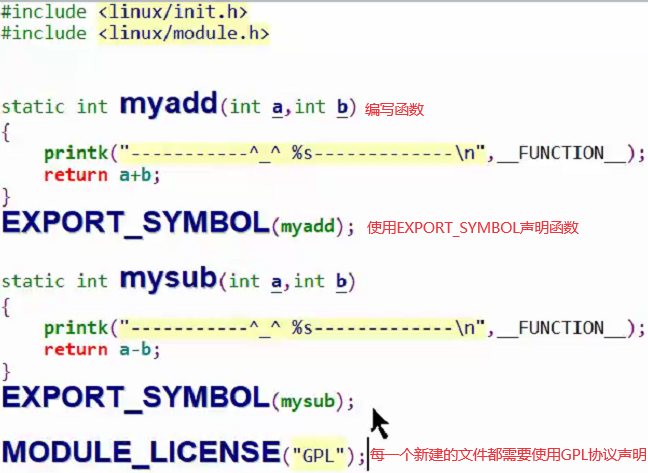 #include <linux/init.h>
#include <linux/module.h>
static int myadd(int a,int b) 编写函数
{
printk("-----------^_^ %s-------------\n",__FUNCTION__);
return a+b;
}
EXPORT_SYMBOL(myadd); 使用EXPORT_SYMBOL声明函数
static int mysub(int a,int b)
{
printk("-----------^_^ %s-------------\n",__FUNCTION__);
return a-b;
}
EXPORT_SYMBOL(mysub);
MODULE_LICENSE("GPL"); 每一个新建的文件都需要使用GPL协议声明